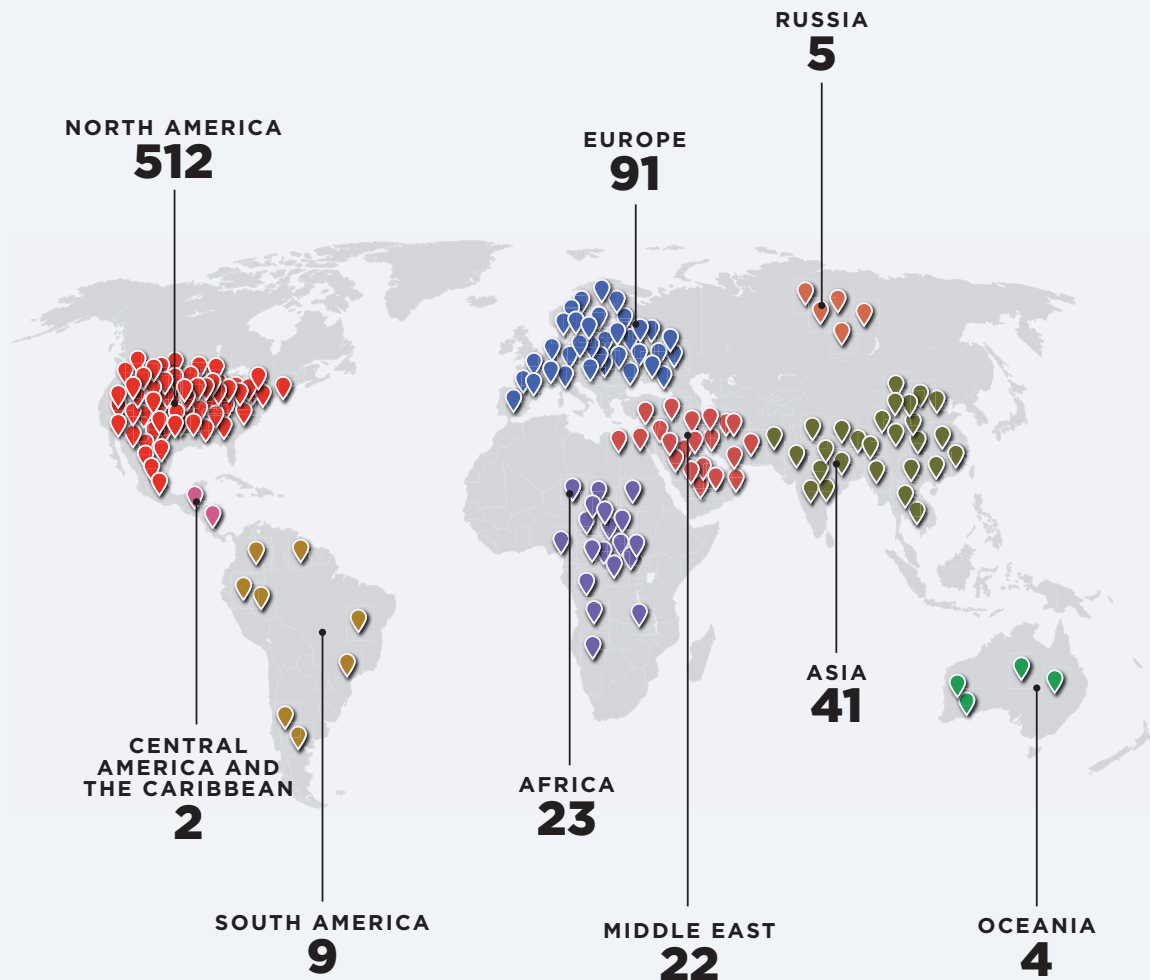 RUSSIA
5
NORTH AMERICA
512
EUROPE
91
ASIA
41
CENTRAL
AMERICA AND
THE CARIBBEAN
2
AFRICA
23
SOUTH AMERICA
9
MIDDLE EAST
22
OCEANIA
4